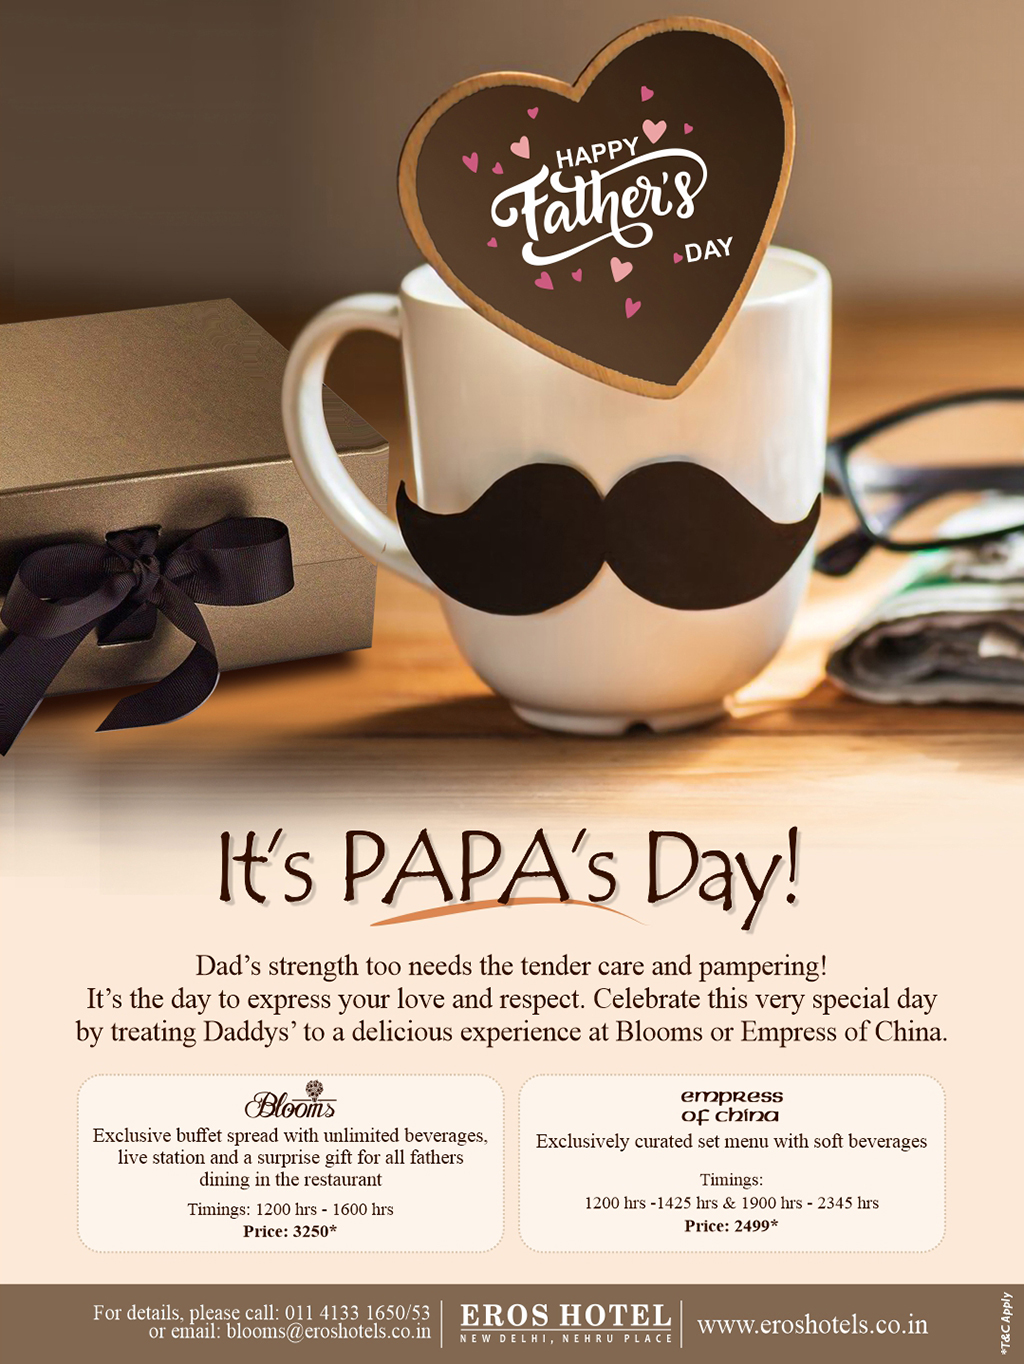 HAPPY
Father's
DAY
It's PAPA's Day!
Dad's strength too needs the tender care and pampering!
It's the day to express your love and respect. Celebrate this very special day
by treating Daddys' to a delicious experience at Blooms or Empress of China.
Blooms
Exclusive buffet spread with unlimited beverages,
live station and a surprise gift for all fathers
dining in the restaurant
Timings: 1200 hrs - 1600 hrs
Price: 3250*
empress
of china
Exclusively curated set menu with soft beverages
Timings:
1200 hrs -1425 hrs & 1900 hrs - 2345 hrs
Price: 2499*
For details, please call: 011 4133 1650/53
or email: blooms@eroshotels.co.in
EROS HOTEL
NEW DELHI, NEHRU PLACE
www.eroshotels.co.in
*T&C Apply